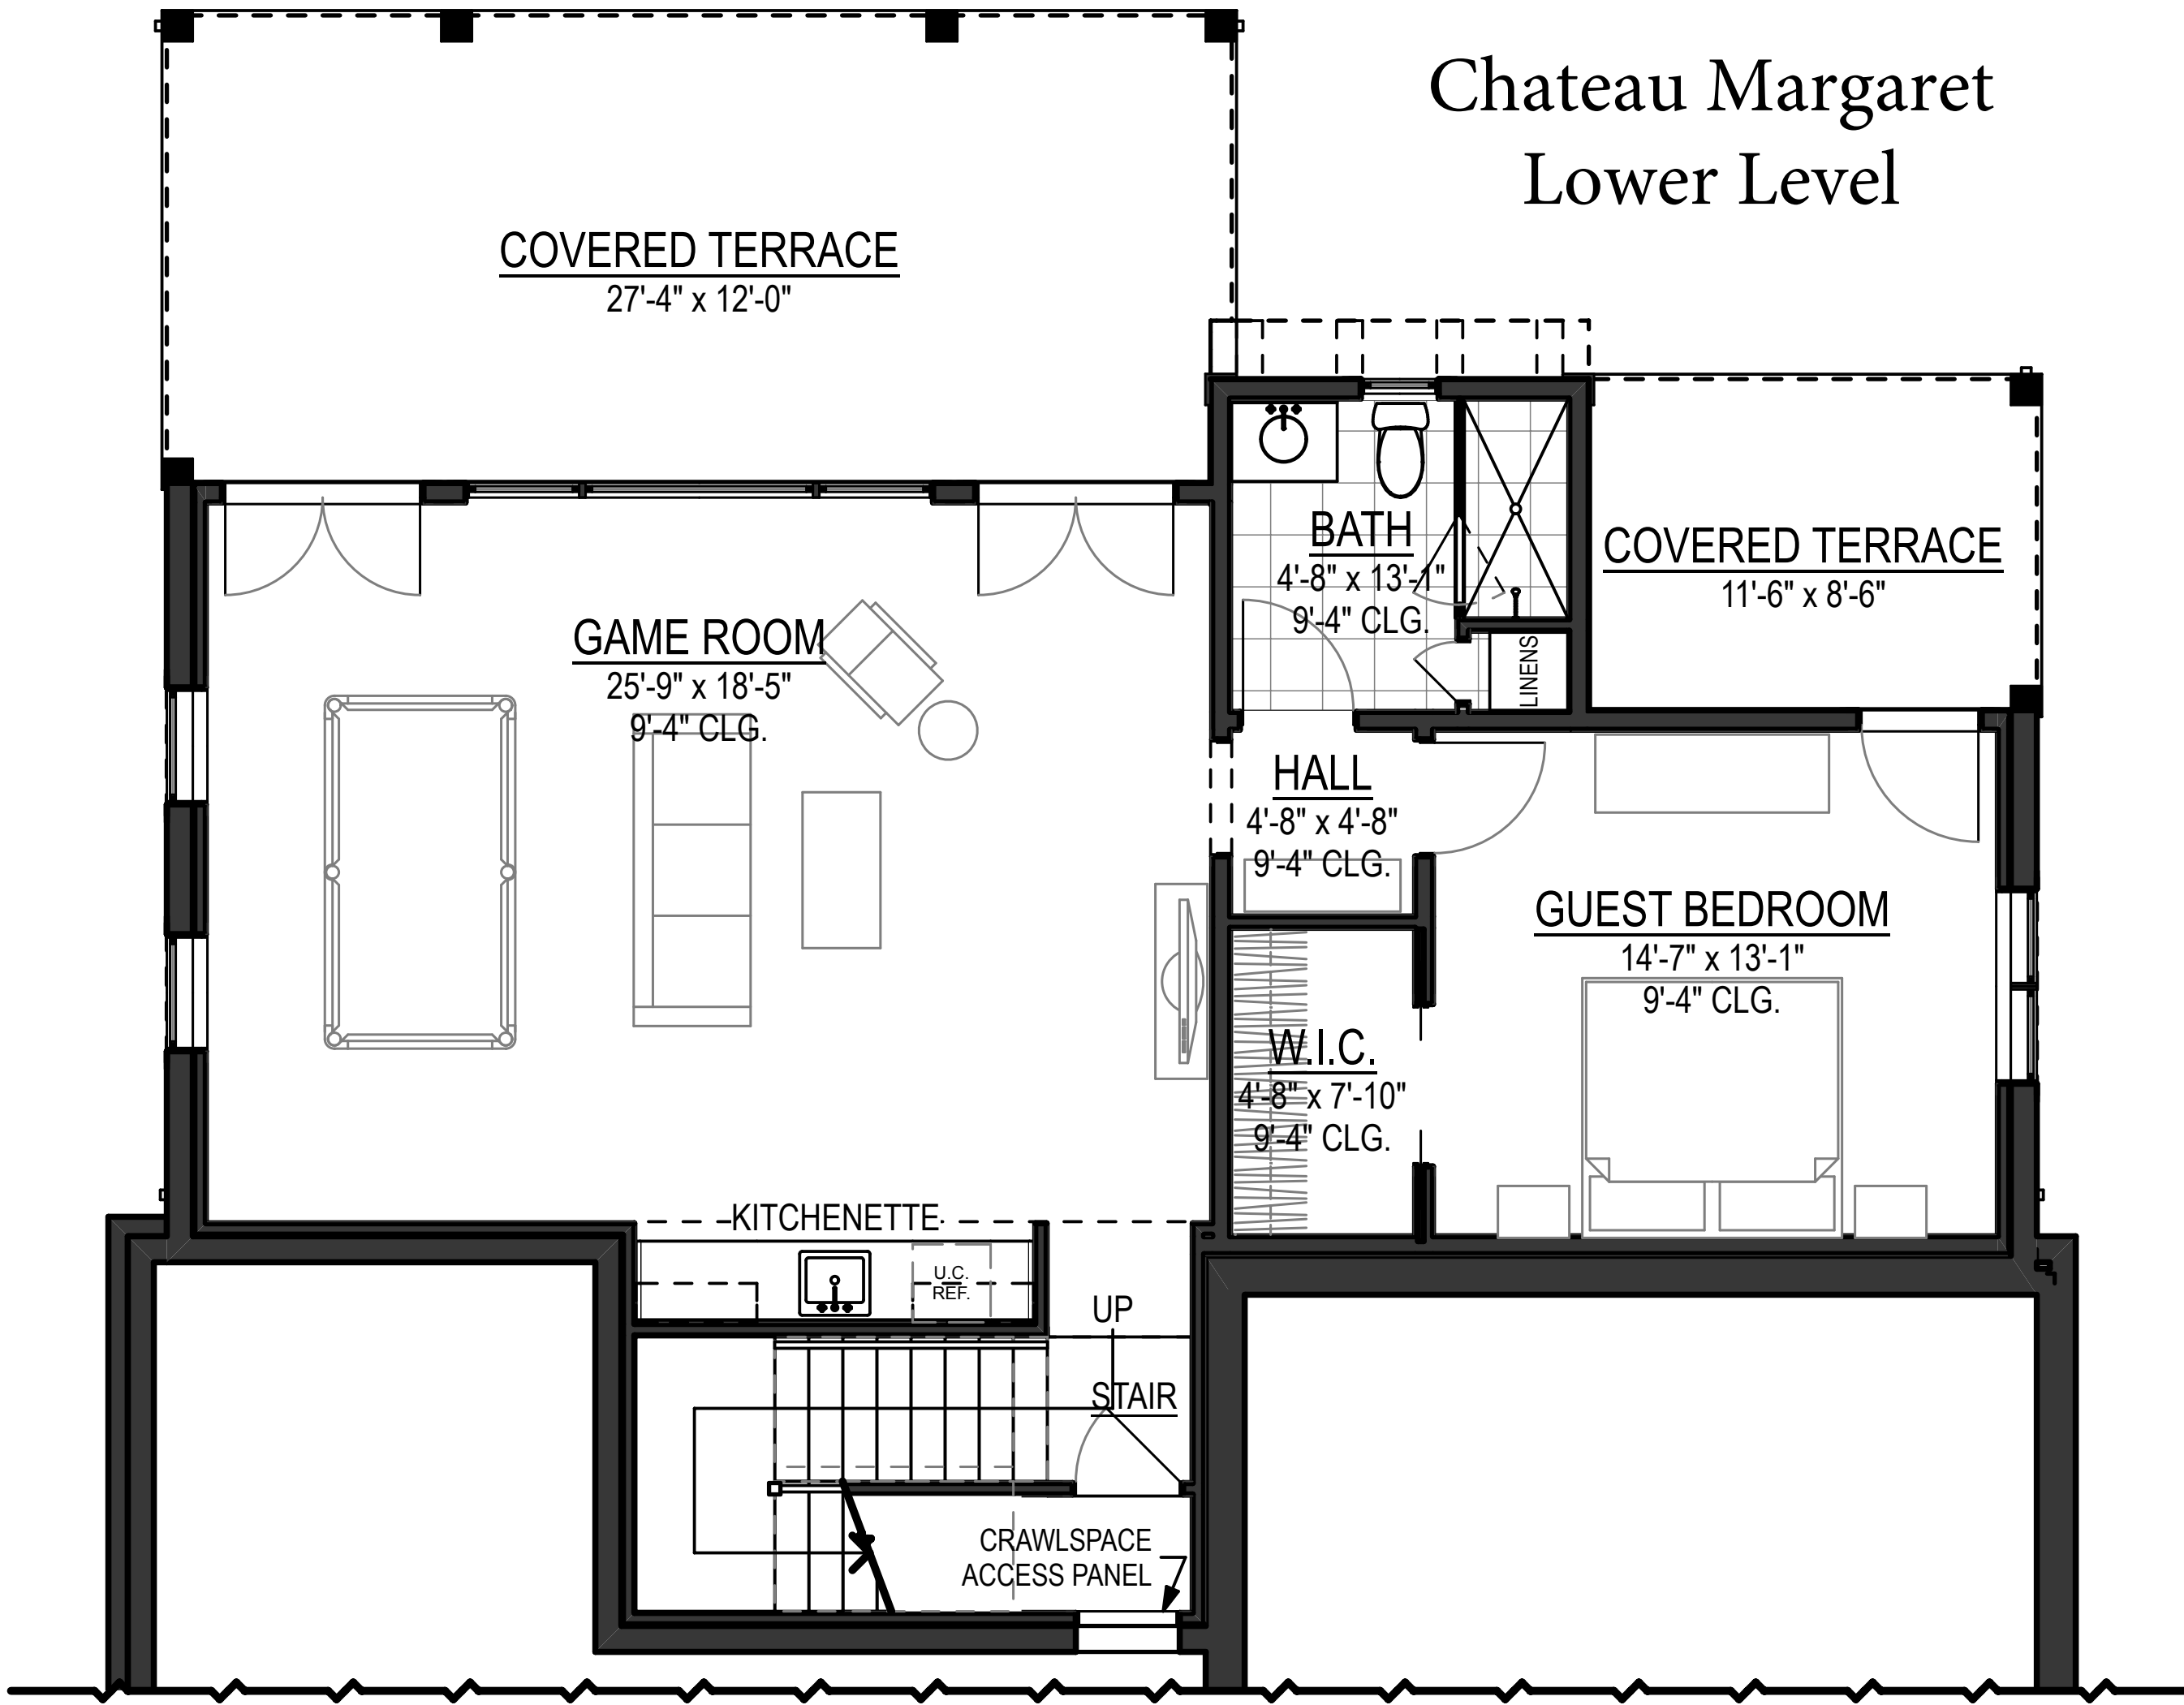 Chateau Margaret
Lower Level
COVERED TERRACE
27'-4" x 12'-0"
BATH
4'-8" x 13'-1"
9'-4" CLG.
LINENS
COVERED TERRACE
11'-6" x 8'-6"
GAME ROOM
25'-9" x 18'-5"
9'-4" CLG.
HALL
4'-8" x 4'-8"
9'-4" CLG.
GUEST BEDROOM
14'-7" x 13'-1"
9'-4" CLG.
W.I.C.
4'-8" x 7'-10"
9'-4" CLG.
KITCHENETTE
U.C.
REF.
UP
STAIR
CRAWLSPACE
ACCESS PANEL